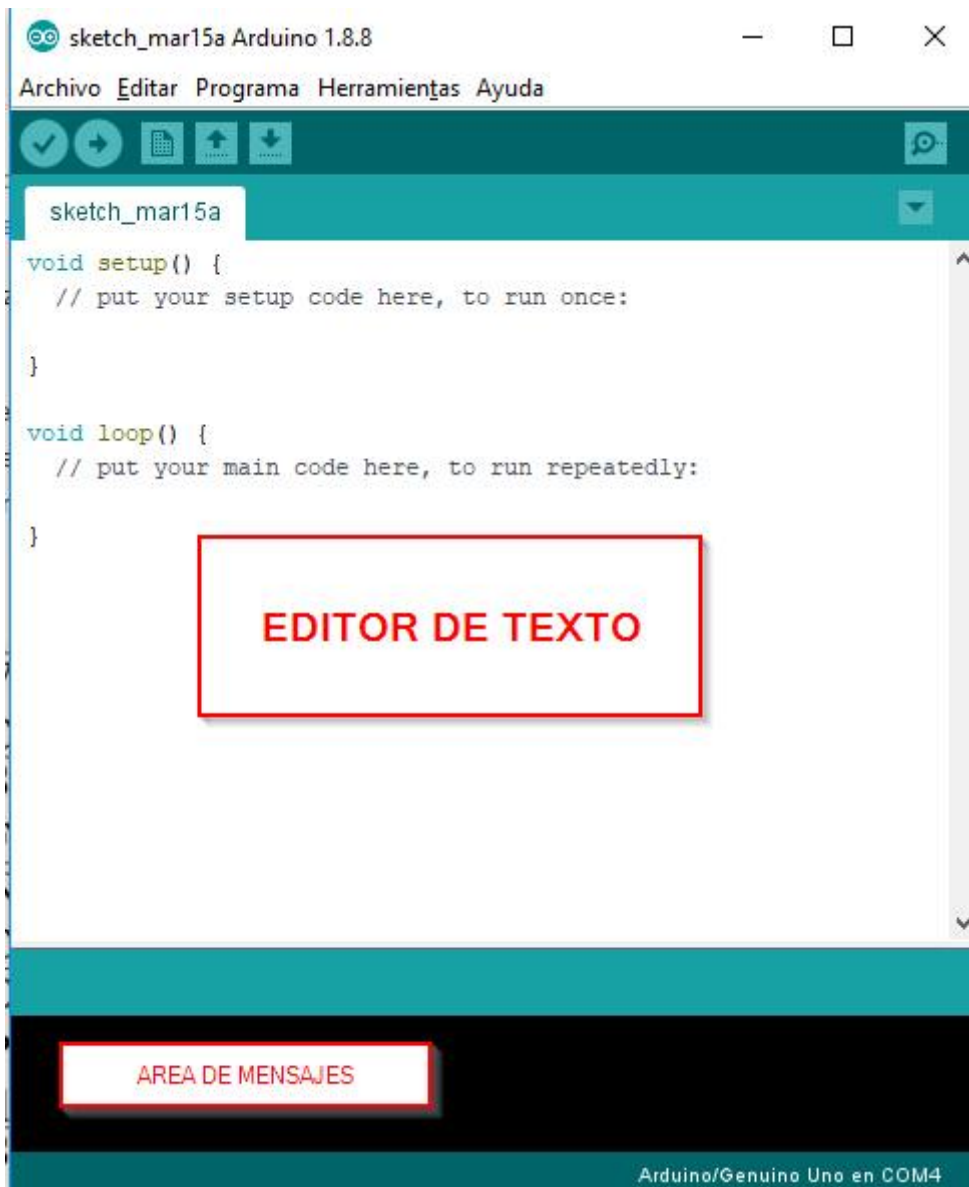 sketch_mar15a Arduino 1.8.8
Archivo Editar Programa Herramientas Ayuda
sketch_mar15a
void setup() {
  // put your setup code here, to run once:
}
void loop() {
  // put your main code here, to run repeatedly:
}
EDITOR DE TEXTO
AREA DE MENSAJES
Arduino/Genuino Uno en COM4